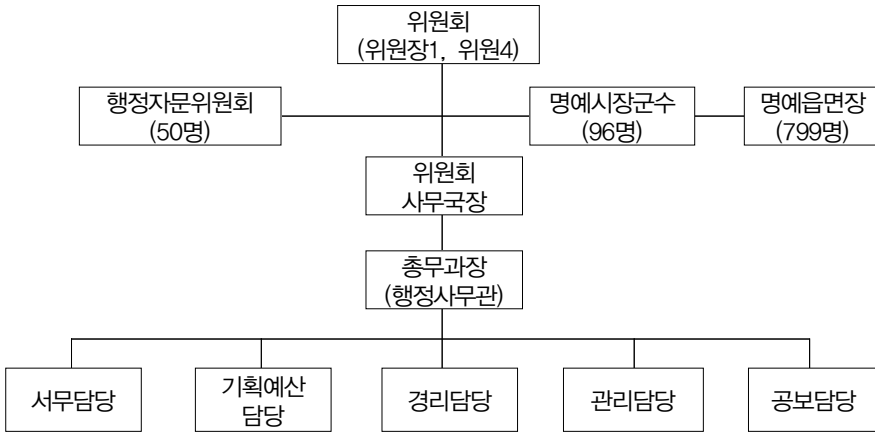 위원회
(위원장1, 위원4)
행정자문위원회
(50명)
명예시장군수
(96명)
명예읍면장
(799명)
위원회
사무국장
총무과장
(행정사무관)
서무담당
기획예산
담당
경리담당
관리담당
공보담당